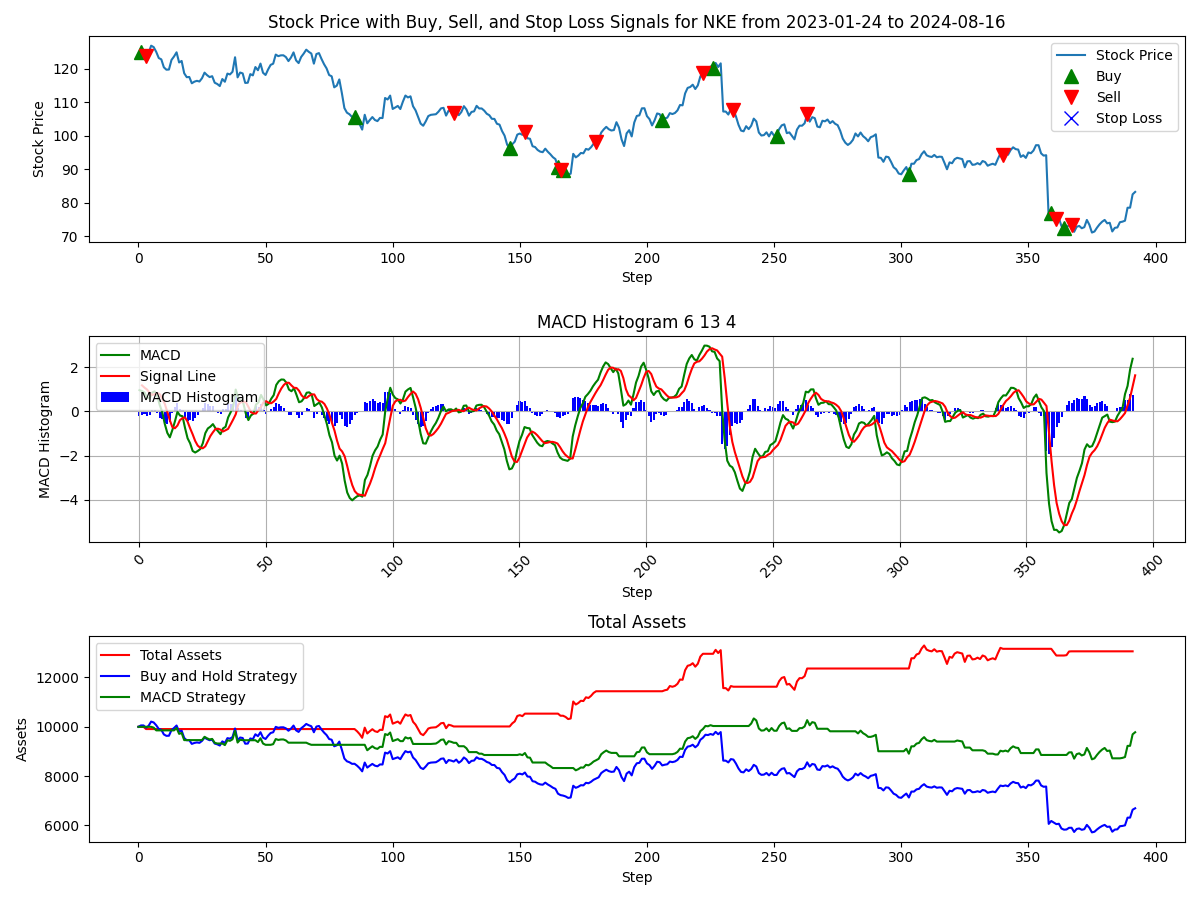 Stock Price with Buy, Sell, and Stop Loss Signals for NKE from 2023-01-24 to 2024-08-16
Stock Price
120
110
100
90
80
70
Stock Price
Buy
Sell
Stop Loss
0 50 100 150 200 250 300 350 400
Step
MACD Histogram 6 13 4
MACD Histogram
2
0
−2
−4
MACD
Signal Line
MACD Histogram
0 50 100 150 200 250 300 350 400
Step
Total Assets
Assets
12000
10000
8000
6000
Total Assets
Buy and Hold Strategy
MACD Strategy
0 50 100 150 200 250 300 350 400
Step